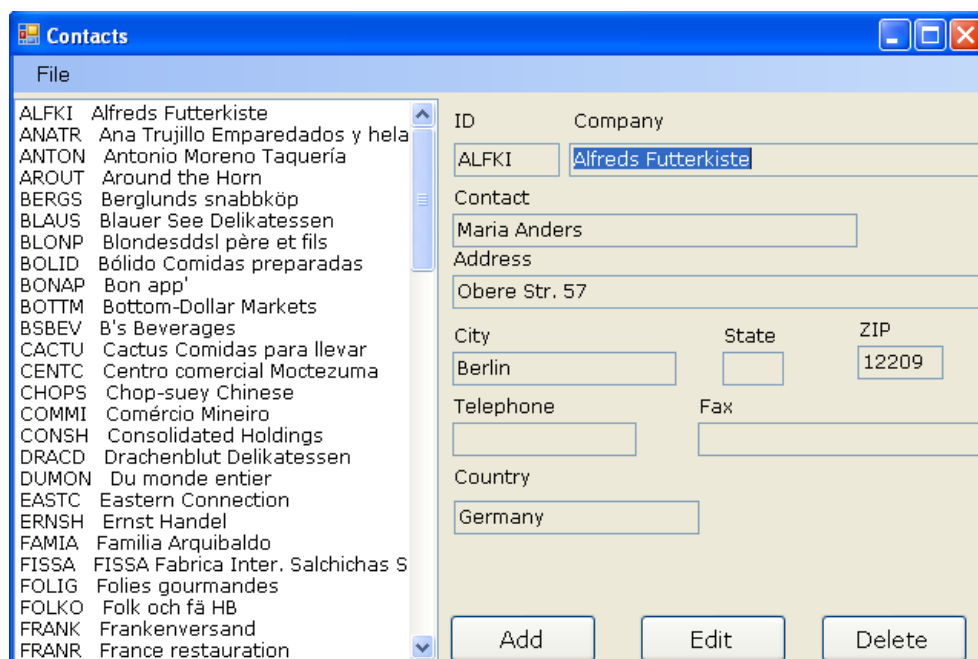 Contacts
File
ALFKI Alfreds Futterkiste
ANATR Ana Trujillo Emparedados y hela
ANTON Antonio Moreno Taquería
AROUT Around the Horn
BERGS Berglunds snabbköp
BLAUS Blauer See Delikatessen
BLONP Blondesddsl père et fils
BOLID Bólido Comidas preparadas
BONAP Bon app'
BOTTM Bottom-Dollar Markets
BSBEV B's Beverages
CACTU Cactus Comidas para llevar
CENTC Centro comercial Moctezuma
CHOPS Chop-suey Chinese
COMMI Comércio Mineiro
CONSH Consolidated Holdings
DRACD Drachenblut Delikatessen
DUMON Du monde entier
EASTC Eastern Connection
ERNSH Ernst Handel
FAMIA Familia Arquibaldo
FISSA FISSA Fabrica Inter. Salchichas S
FOLIG Folies gourmandes
FOLKO Folk och fä HB
FRANK Frankenversand
FRANR France restauration
ID Company
ALFKI Alfreds Futterkiste
Contact
Maria Anders
Address
Obere Str. 57
City State ZIP
Berlin 12209
Telephone Fax
Country
Germany
Add Edit Delete